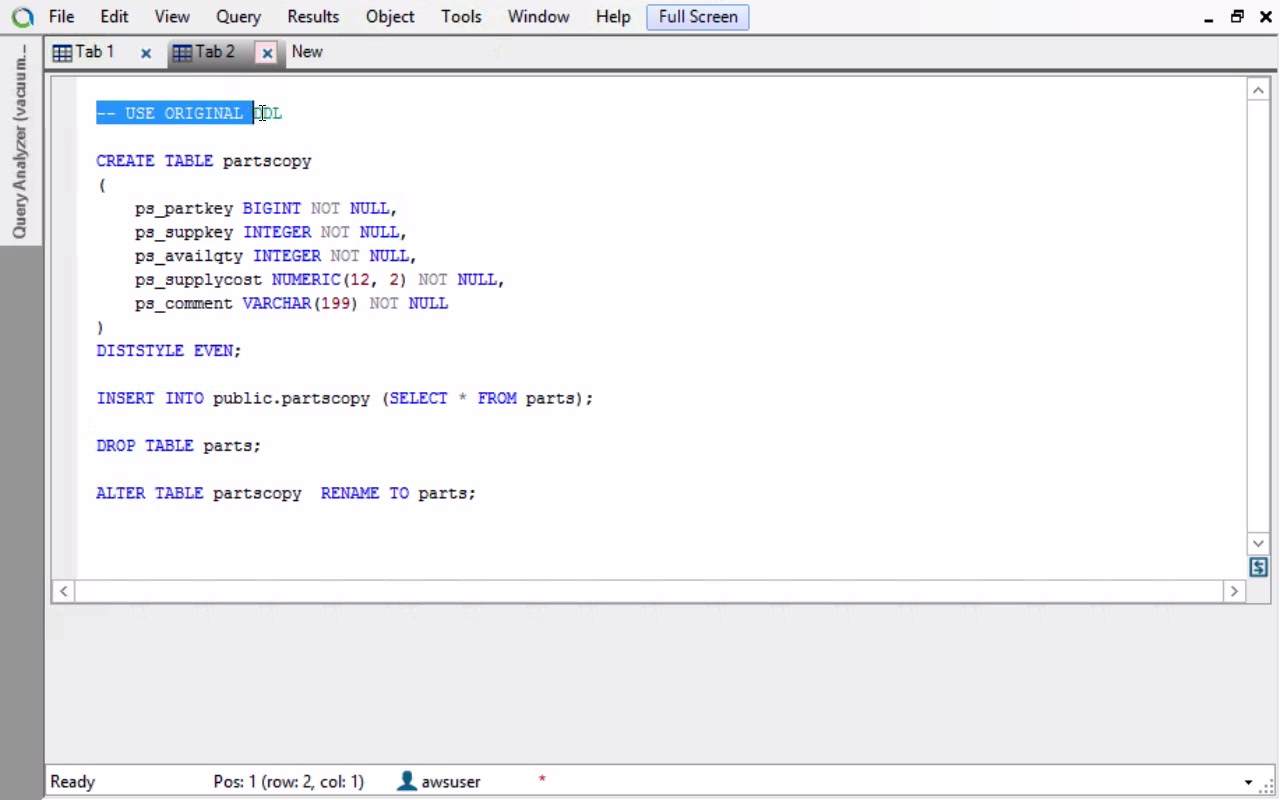 File Edit View Query Results Object Tools Window Help Full Screen
Query Analyzer (vacuum...
Tab 1 Tab 2 New
-- USE ORIGINAL DDL
CREATE TABLE partscopy
(
ps_partkey BIGINT NOT NULL,
ps_suppkey INTEGER NOT NULL,
ps_availqty INTEGER NOT NULL,
ps_supplycost NUMERIC(12, 2) NOT NULL,
ps_comment VARCHAR(199) NOT NULL
)
DISTSTYLE EVEN;
INSERT INTO public.partscopy (SELECT * FROM parts);
DROP TABLE parts;
ALTER TABLE partscopy  RENAME TO parts;
Ready Pos: 1 (row: 2, col: 1) awsuser *